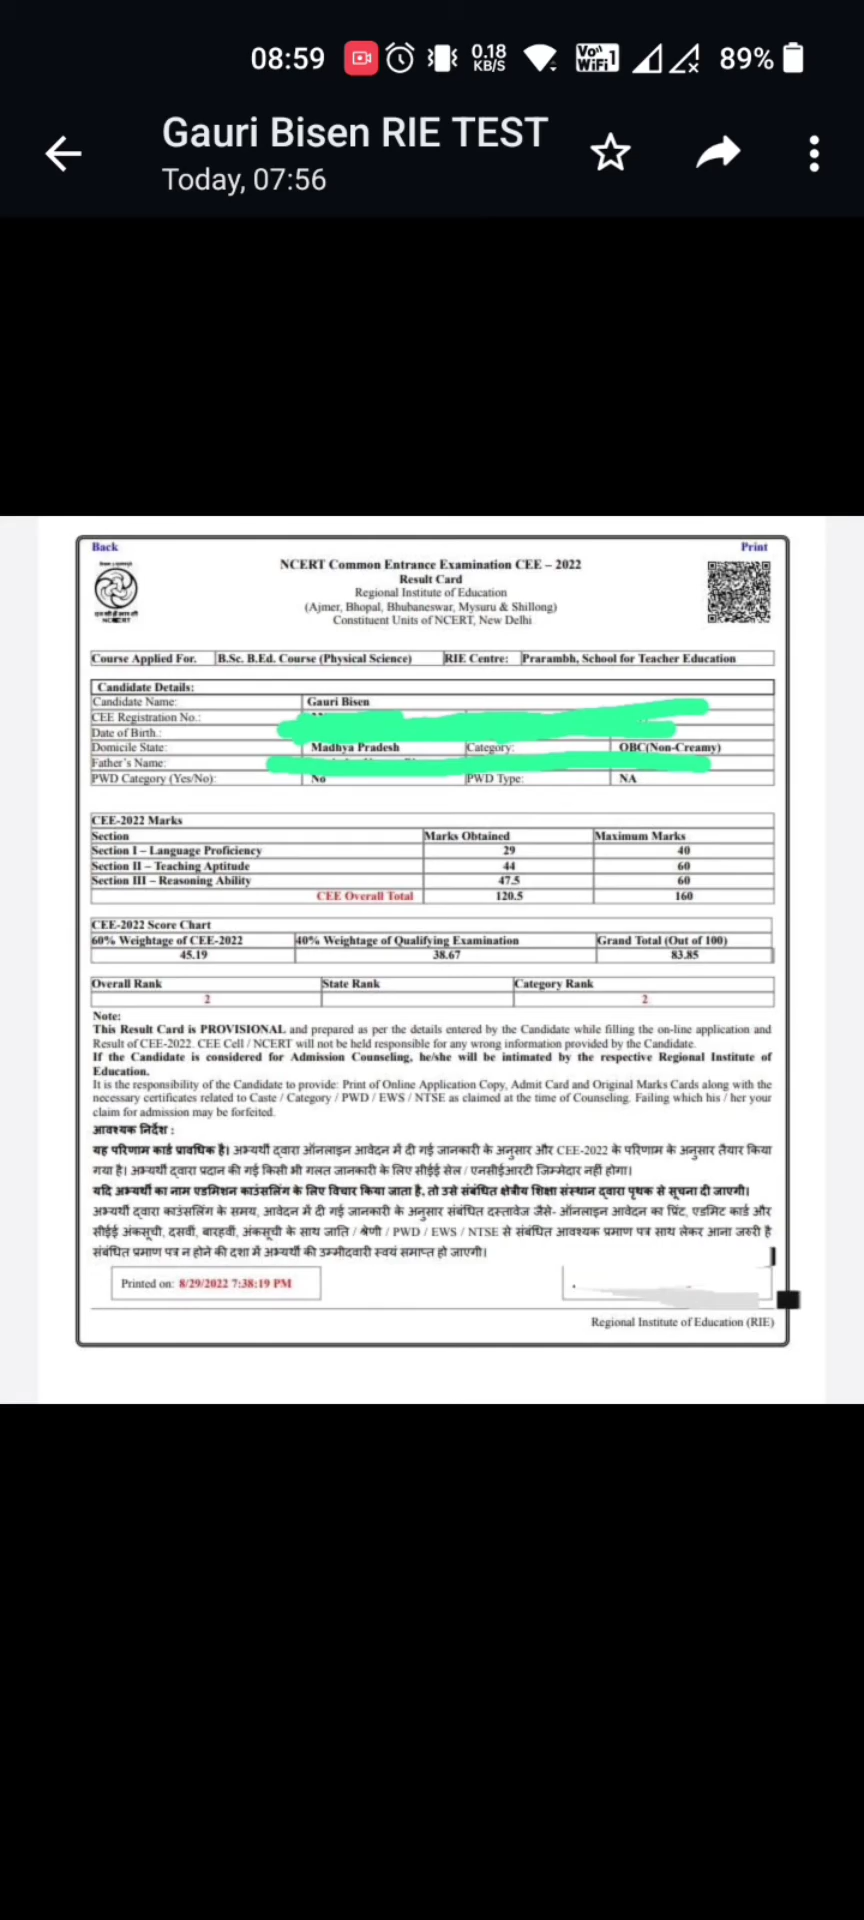 08:59
0.18
KB/S
Vo))
WiFi 1
89%
Gauri Bisen RIE TEST
Today, 07:56
Back
Print
NCERT Common Entrance Examination CEE – 2022
Result Card
Regional Institute of Education
(Ajmer, Bhopal, Bhubaneswar, Mysuru & Shillong)
Constituent Units of NCERT, New Delhi
Course Applied For. B.Sc. B.Ed. Course (Physical Science) RIE Centre: Prarambh, School for Teacher Education
Candidate Details:
Candidate Name: Gauri Bisen
CEE Registration No.:
Date of Birth.:
Domicile State: Madhya Pradesh Category: OBC(Non-Creamy)
Father's Name:
PWD Category (Yes/No): No PWD Type: NA
CEE-2022 Marks
Section Marks Obtained Maximum Marks
Section I – Language Proficiency 29 40
Section II – Teaching Aptitude 44 60
Section III – Reasoning Ability 47.5 60
CEE Overall Total 120.5 160
CEE-2022 Score Chart
60% Weightage of CEE-2022 40% Weightage of Qualifying Examination Grand Total (Out of 100)
45.19 38.67 83.85
Overall Rank State Rank Category Rank
2 2
Note:
This Result Card is PROVISIONAL and prepared as per the details entered by the Candidate while filling the on-line application and
Result of CEE-2022. CEE Cell / NCERT will not be held responsible for any wrong information provided by the Candidate.
If the Candidate is considered for Admission Counseling, he/she will be intimated by the respective Regional Institute of
Education.
It is the responsibility of the Candidate to provide: Print of Online Application Copy, Admit Card and Original Marks Cards along with the
necessary certificates related to Caste / Category / PWD / EWS / NTSE as claimed at the time of Counseling. Failing which his / her your
claim for admission may be forfeited.
आवश्यक निर्देश :
यह परिणाम कार्ड प्रावधिक है। अभ्यर्थी द्वारा ऑनलाइन आवेदन में दी गई जानकारी के अनुसार और CEE-2022 के परिणाम के अनुसार तैयार किया
गया है। अभ्यर्थी द्वारा प्रदान की गई किसी भी गलत जानकारी के लिए सीईई सेल / एनसीईआरटी जिम्मेदार नहीं होगा।
यदि अभ्यर्थी का नाम एडमिशन काउंसलिंग के लिए विचार किया जाता है, तो उसे संबंधित क्षेत्रीय शिक्षा संस्थान द्वारा पृथक से सूचना दी जाएगी।
अभ्यर्थी द्वारा काउंसलिंग के समय, आवेदन में दी गई जानकारी के अनुसार संबंधित दस्तावेज जैसे- ऑनलाइन आवेदन का प्रिंट, एडमिट कार्ड और
सीईई अंकसूची, दसवीं, बारहवीं, अंकसूची के साथ जाति / श्रेणी / PWD / EWS / NTSE से संबंधित आवश्यक प्रमाण पत्र साथ लेकर आना जरुरी है
संबंधित प्रमाण पत्र न होने की दशा में अभ्यर्थी की उम्मीदवारी स्वयं समाप्त हो जाएगी।
Printed on: 8/29/2022 7:38:19 PM
Regional Institute of Education (RIE)